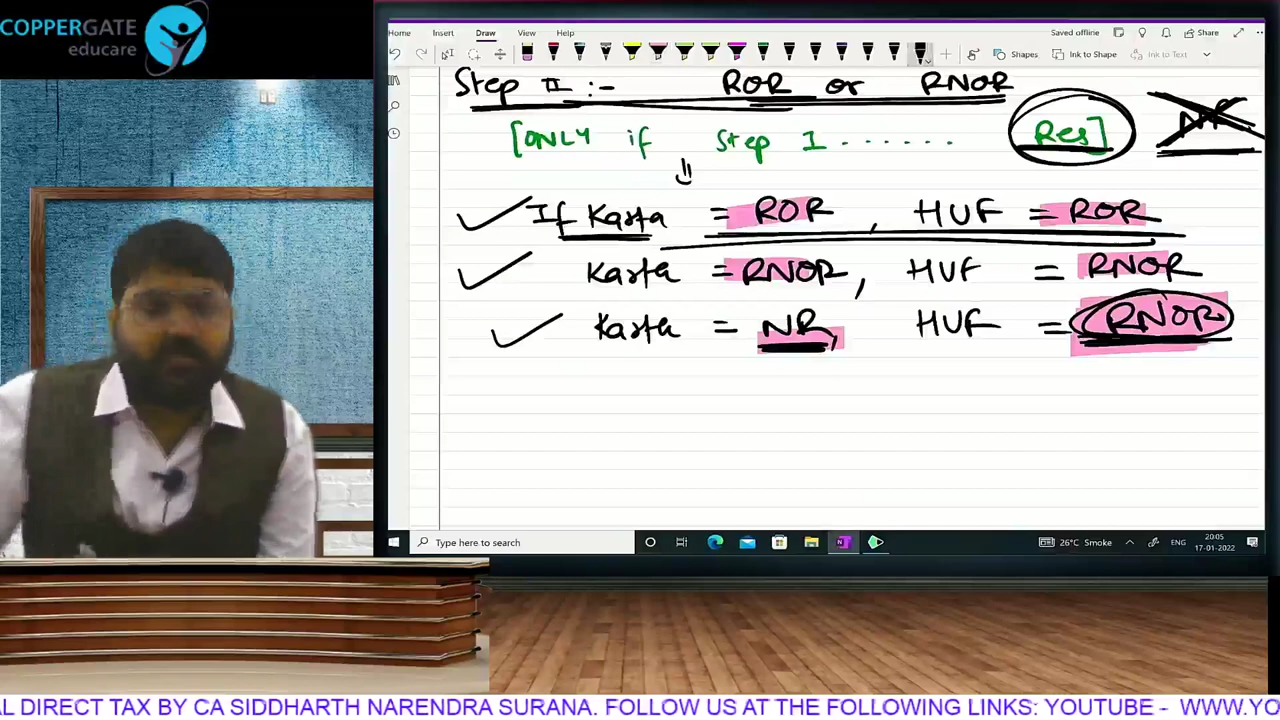 COPPERGATE
educare
Home Insert Draw View Help
Saved offline Share
Shapes Ink to Shape Ink to Text
Step II :- ROR or RNOR
[ONLY if Step I ...... Res] NR
If Karta = ROR, HUF = ROR
Karta = RNOR, HUF = RNOR
Karta = NR, HUF = RNOR
Type here to search
26°C Smoke
ENG
20:05
17-01-2022
AL DIRECT TAX BY CA SIDDHARTH NARENDRA SURANA. FOLLOW US AT THE FOLLOWING LINKS: YOUTUBE - WWW.YO